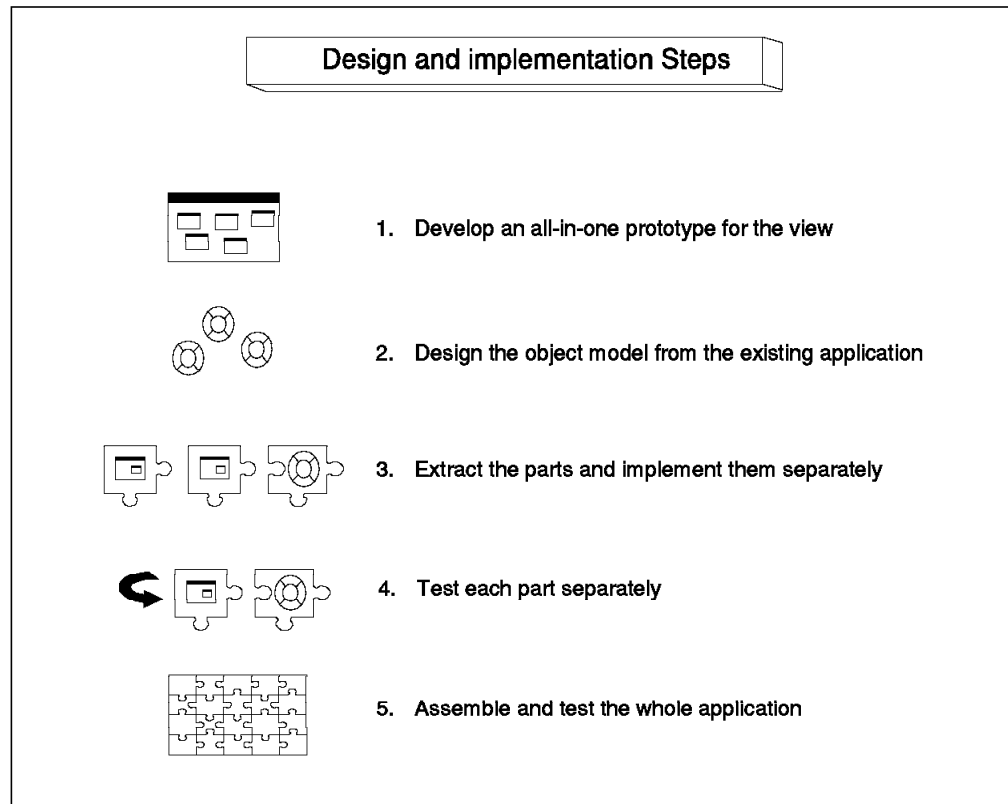 Design and implementation Steps
1. Develop an all-in-one prototype for the view
2. Design the object model from the existing application
3. Extract the parts and implement them separately
4. Test each part separately
5. Assemble and test the whole application